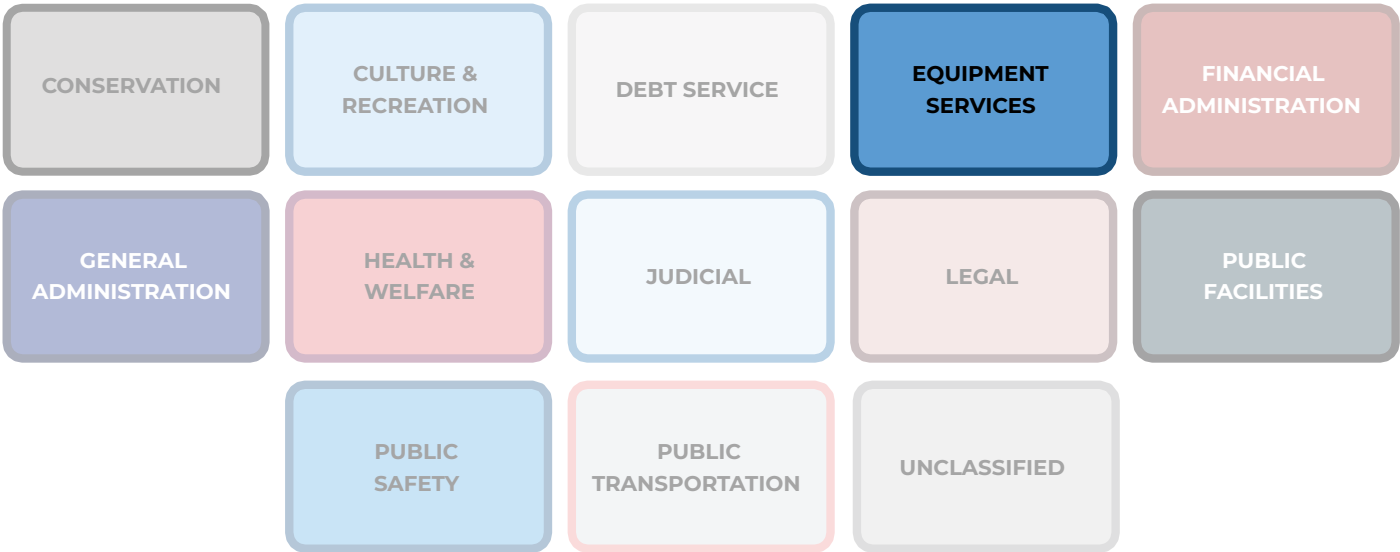 CONSERVATION
CULTURE &
RECREATION
DEBT SERVICE
EQUIPMENT
SERVICES
FINANCIAL
ADMINISTRATION
GENERAL
ADMINISTRATION
HEALTH &
WELFARE
JUDICIAL
LEGAL
PUBLIC
FACILITIES
PUBLIC
SAFETY
PUBLIC
TRANSPORTATION
UNCLASSIFIED